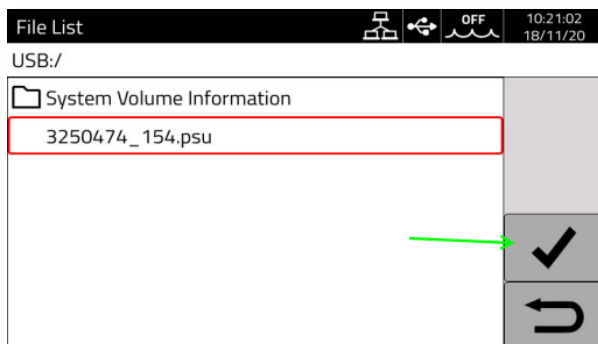 File List
OFF
10:21:02
18/11/20
USB:/
System Volume Information
3250474_154.psu